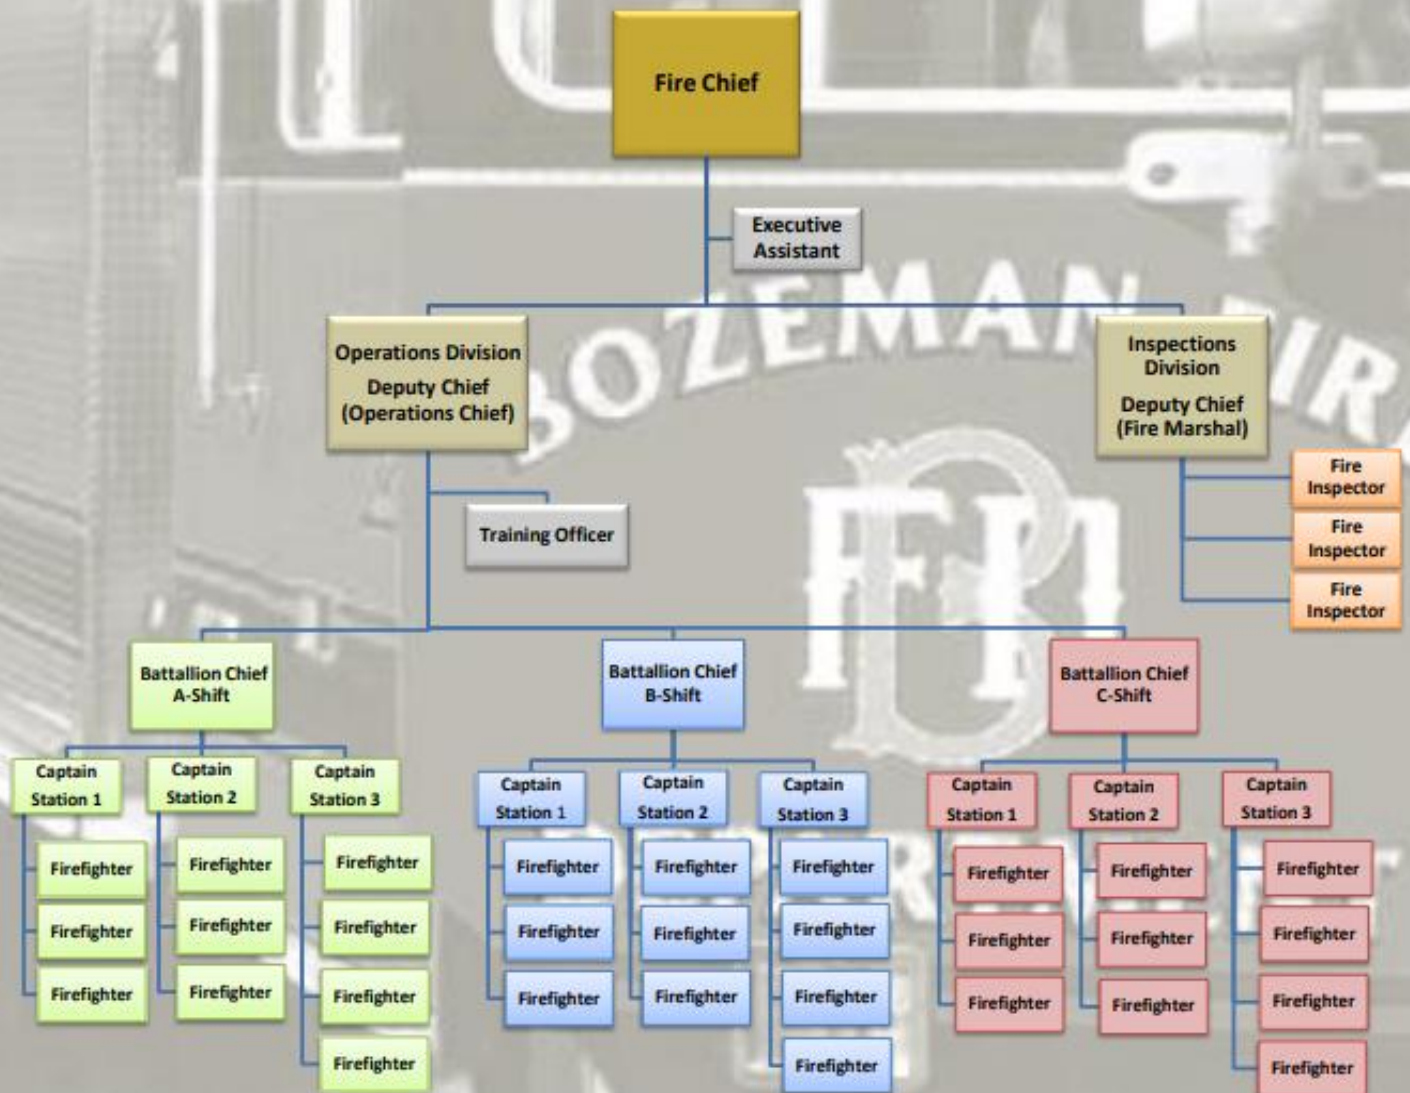 Fire Chief
Executive
Assistant
BOZEMAN FIR
Operations Division
Deputy Chief
(Operations Chief)
Inspections
Division
Deputy Chief
(Fire Marshal)
Fire
Inspector
Fire
Inspector
Fire
Inspector
Training Officer
Battallion Chief
A-Shift
Battallion Chief
B-Shift
Battallion Chief
C-Shift
Captain
Station 1
Firefighter
Firefighter
Firefighter
Captain
Station 2
Firefighter
Firefighter
Firefighter
Captain
Station 3
Firefighter
Firefighter
Firefighter
Firefighter
Captain
Station 1
Firefighter
Firefighter
Firefighter
Captain
Station 2
Firefighter
Firefighter
Firefighter
Captain
Station 3
Firefighter
Firefighter
Firefighter
Firefighter
Captain
Station 1
Firefighter
Firefighter
Firefighter
Captain
Station 2
Firefighter
Firefighter
Firefighter
Captain
Station 3
Firefighter
Firefighter
Firefighter
Firefighter